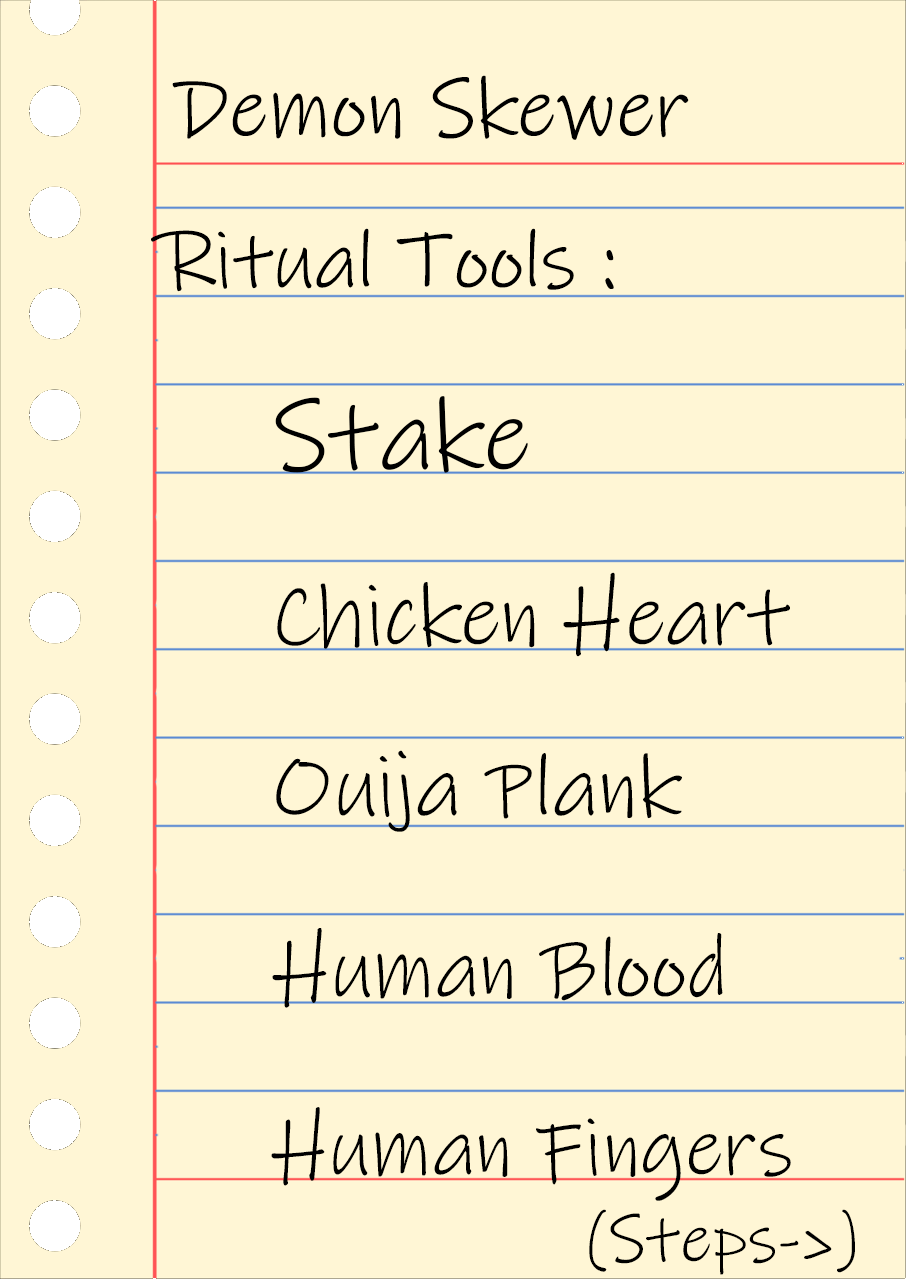 Demon Skewer
Ritual Tools :
Stake
Chicken Heart
Ouija Plank
Human Blood
Human Fingers
(Steps->)